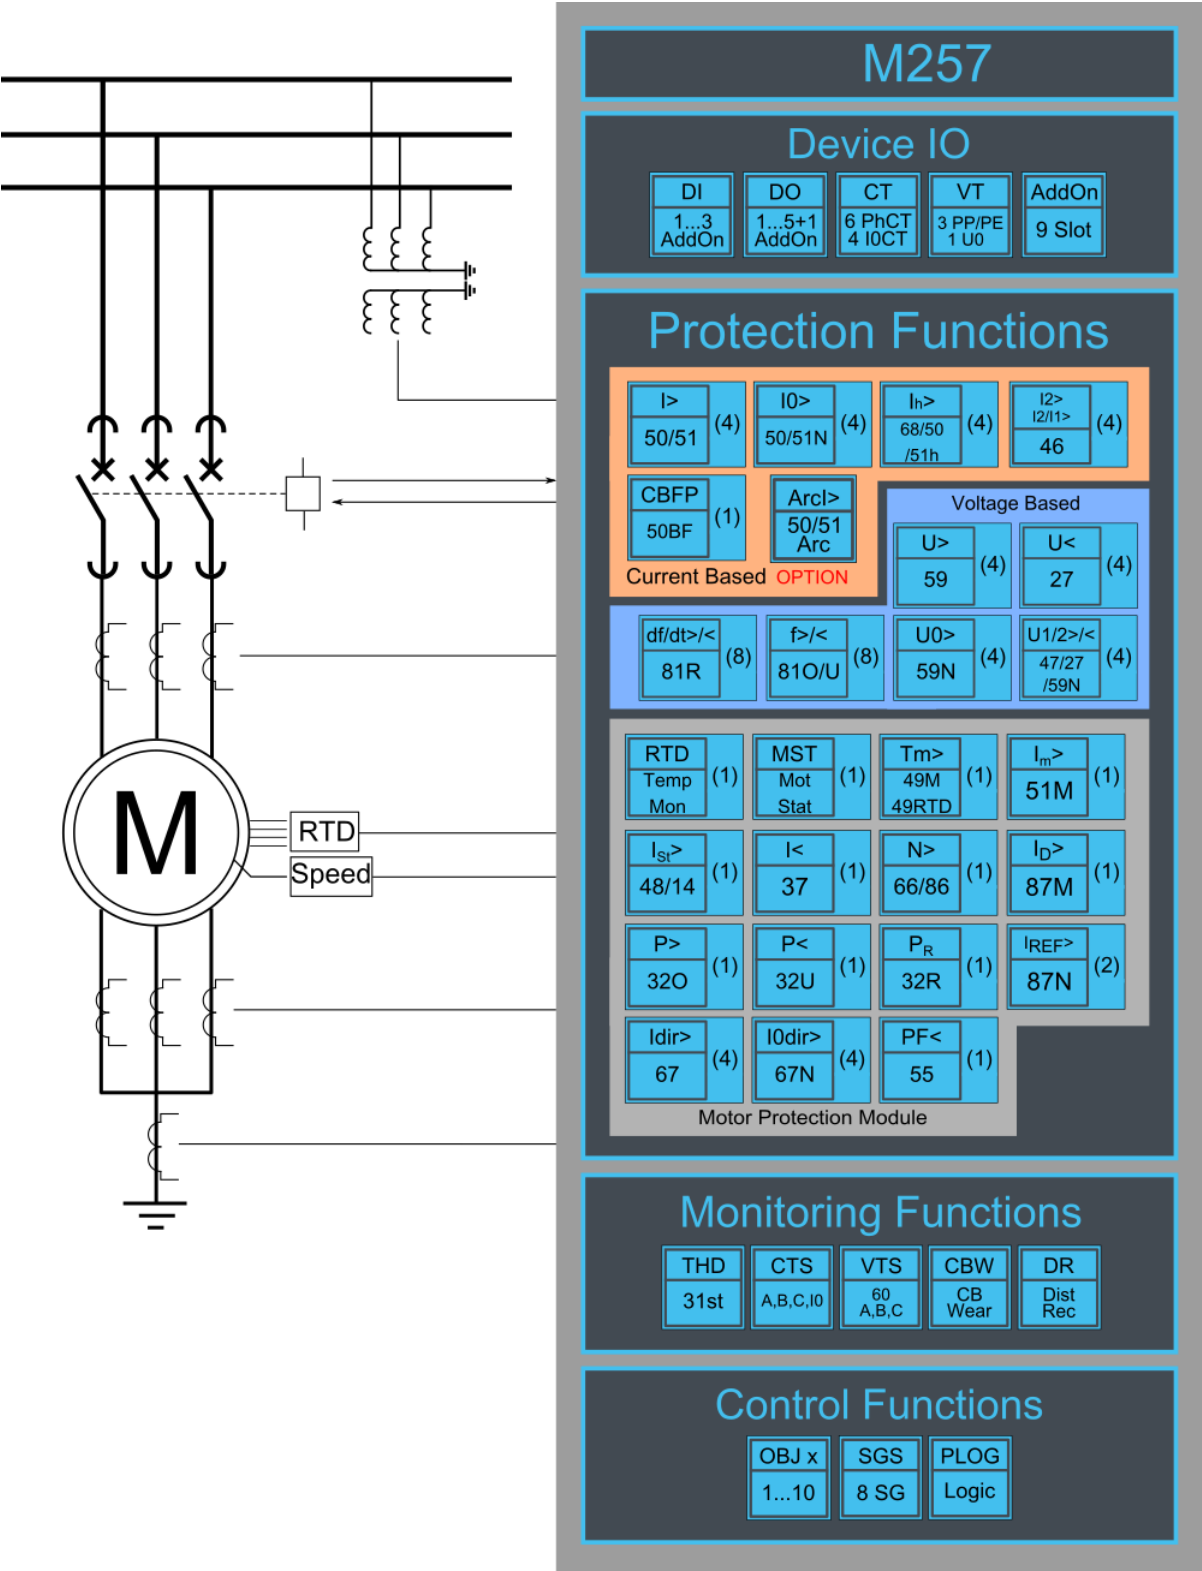 M257
Device IO
DI
1...3
AddOn
DO
1...5+1
AddOn
CT
6 PhCT
4 I0CT
VT
3 PP/PE
1 U0
AddOn
9 Slot
Protection Functions
I>
50/51
(4)
I0>
50/51N
(4)
Ih>
68/50
/51h
(4)
I2>
I2/I1>
46
(4)
CBFP
50BF
(1)
ArcI>
50/51
Arc
Current Based OPTION
Voltage Based
U>
59
(4)
U<
27
(4)
df/dt>/<
81R
(8)
f>/<
81O/U
(8)
U0>
59N
(4)
U1/2>/<
47/27
/59N
(4)
RTD
Temp
Mon
(1)
MST
Mot
Stat
(1)
Tm>
49M
49RTD
(1)
Im>
51M
(1)
ISt>
48/14
(1)
I<
37
(1)
N>
66/86
(1)
ID>
87M
(1)
P>
32O
(1)
P<
32U
(1)
PR
32R
(1)
IREF>
87N
(2)
Idir>
67
(4)
I0dir>
67N
(4)
PF<
55
(1)
Motor Protection Module
M
RTD
Speed
Monitoring Functions
THD
31st
CTS
A,B,C,I0
VTS
60
A,B,C
CBW
CB
Wear
DR
Dist
Rec
Control Functions
OBJ x
1...10
SGS
8 SG
PLOG
Logic